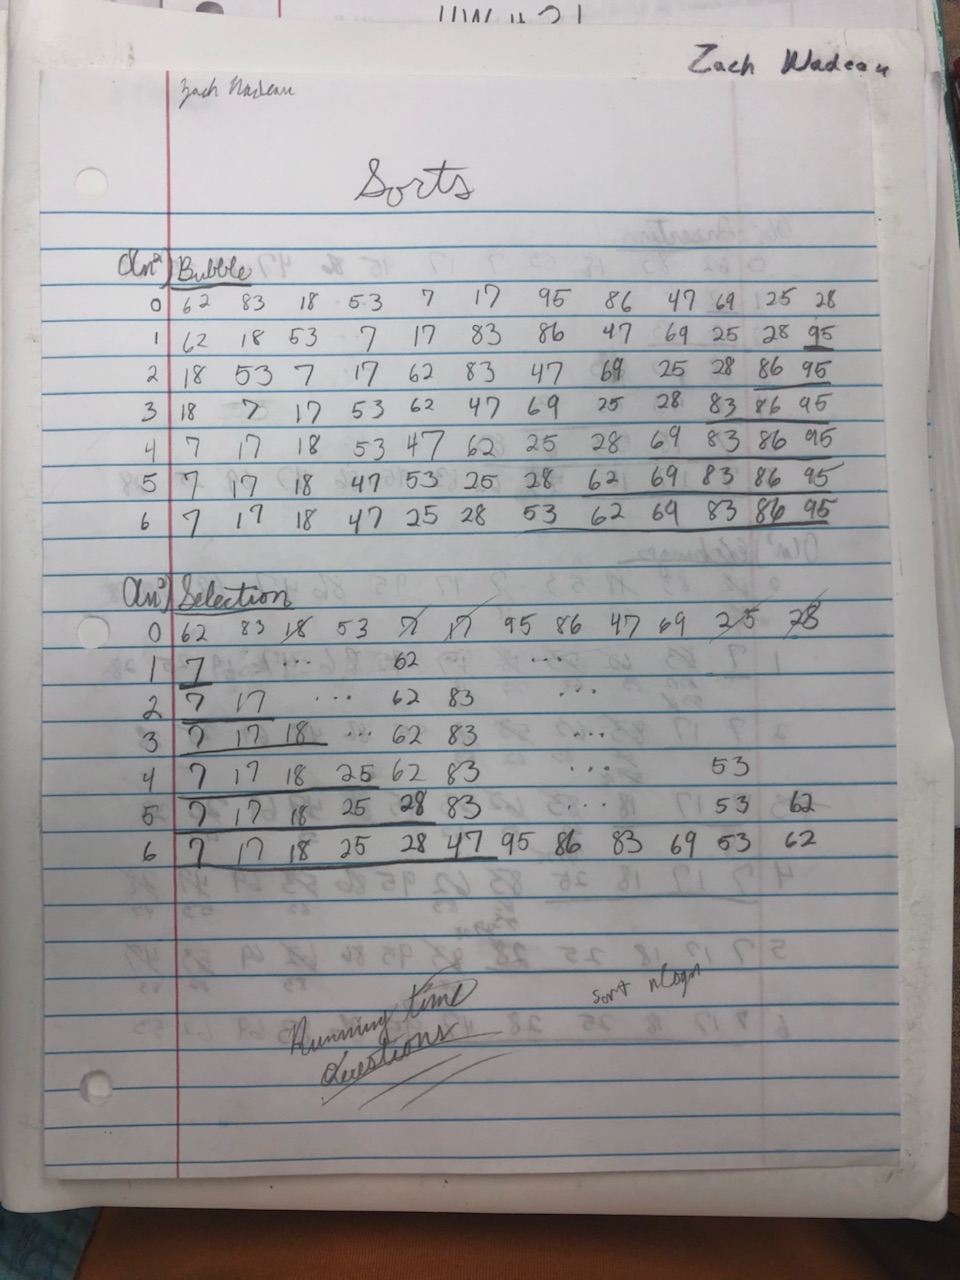 Zach Nadeau
Zach Nadeau
Sorts
O(n²) Bubble
0 62 83 18 53 7 17 95 86 47 69 25 28
1 62 18 53 7 17 83 86 47 69 25 28 95
2 18 53 7 17 62 83 47 69 25 28 86 95
3 18 7 17 53 62 47 69 25 28 83 86 95
4 7 17 18 53 47 62 25 28 69 83 86 95
5 7 17 18 47 53 25 28 62 69 83 86 95
6 7 17 18 47 25 28 53 62 69 83 86 95
O(n²) Selection
0 62 83 18 53 7 17 95 86 47 69 25 28
1 7 ... 62 ...
2 7 17 ... 62 83 ...
3 7 17 18 ... 62 83 ...
4 7 17 18 25 62 83 ... 53
5 7 17 18 25 28 83 ... 53 62
6 7 17 18 25 28 47 95 86 83 69 53 62
sort nlogn
Running time
Questions